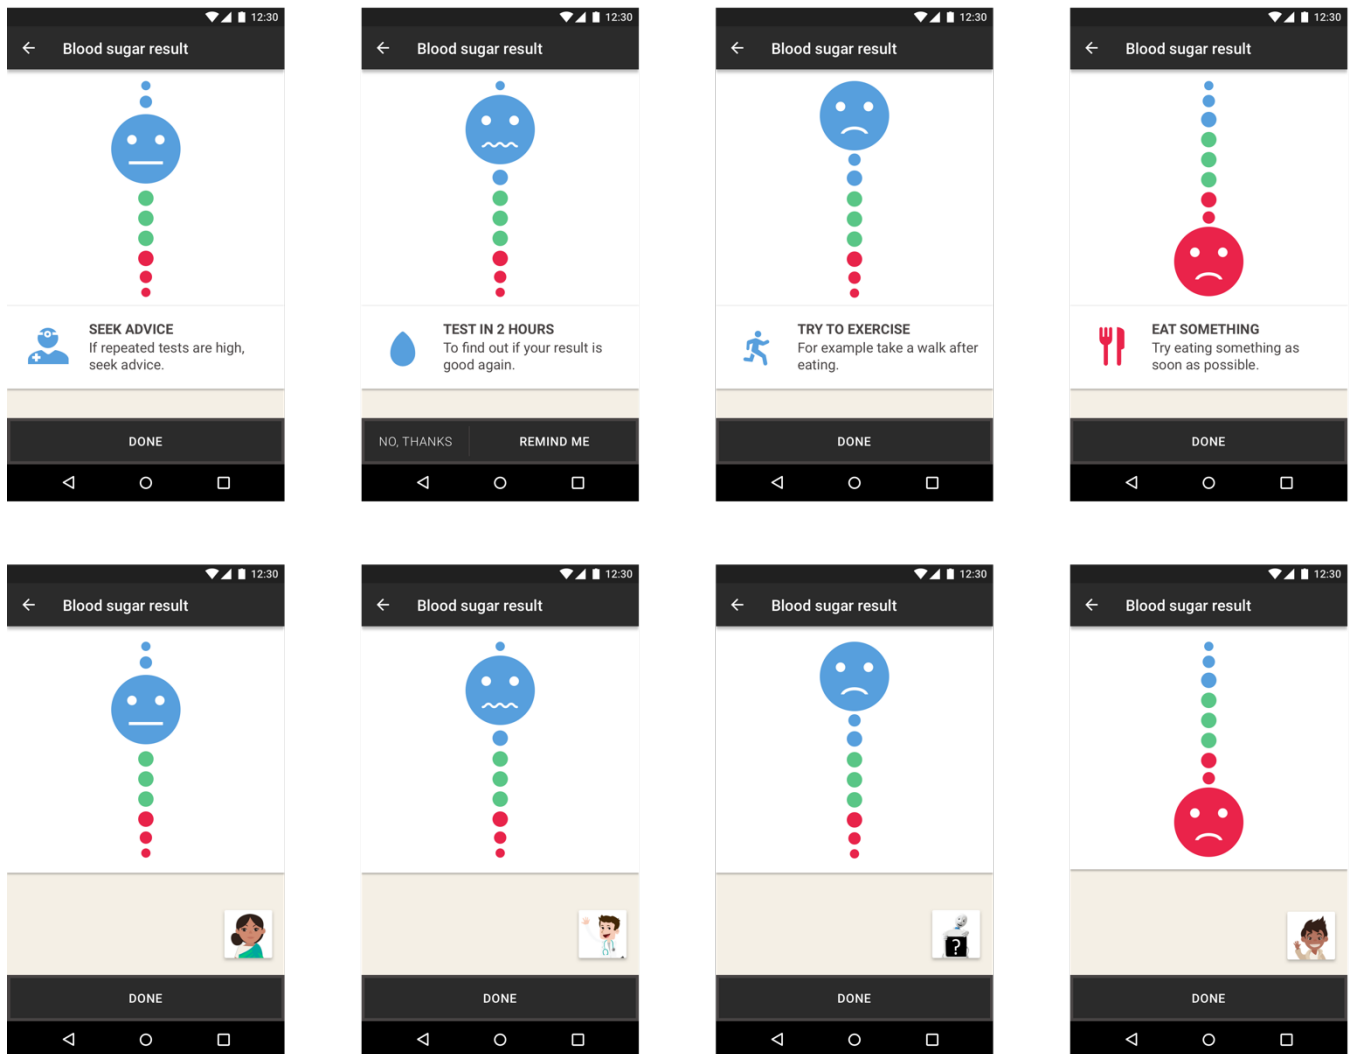 12:30
Blood sugar result
SEEK ADVICE
If repeated tests are high,
seek advice.
DONE
12:30
Blood sugar result
TEST IN 2 HOURS
To find out if your result is
good again.
NO, THANKS
REMIND ME
12:30
Blood sugar result
TRY TO EXERCISE
For example take a walk after
eating.
DONE
12:30
Blood sugar result
EAT SOMETHING
Try eating something as
soon as possible.
DONE
12:30
Blood sugar result
DONE
12:30
Blood sugar result
DONE
12:30
Blood sugar result
?
DONE
12:30
Blood sugar result
DONE